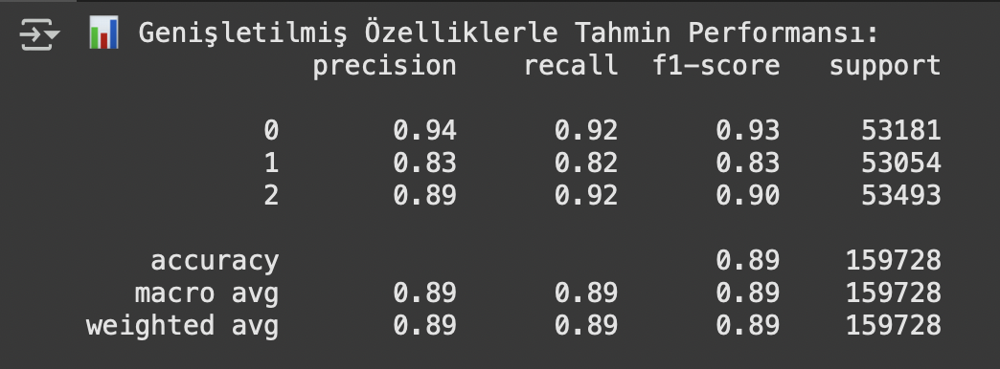 📊 Genişletilmiş Özelliklerle Tahmin Performansı:
precision recall f1-score support
0 0.94 0.92 0.93 53181
1 0.83 0.82 0.83 53054
2 0.89 0.92 0.90 53493
accuracy 0.89 159728
macro avg 0.89 0.89 0.89 159728
weighted avg 0.89 0.89 0.89 159728